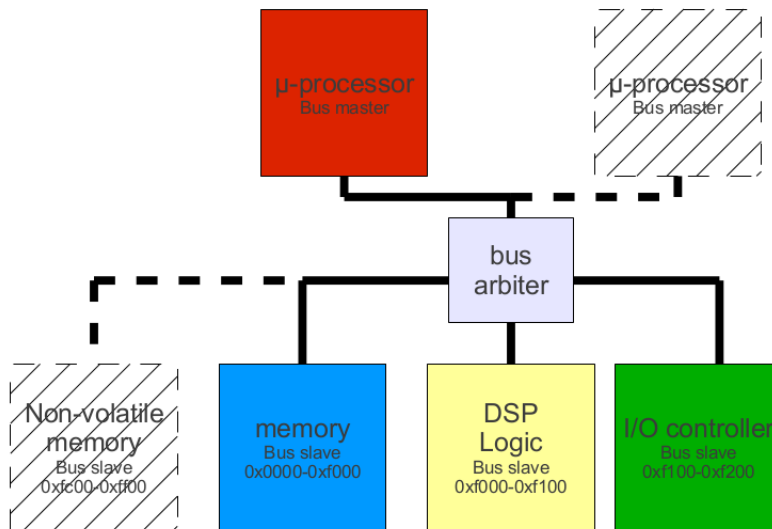 µ-processor
Bus master
µ-processor
Bus master
bus
arbiter
Non-volatile
memory
Bus slave
0xfc00-0xff00
memory
Bus slave
0x0000-0xf000
DSP
Logic
Bus slave
0xf000-0xf100
I/O controller
Bus slave
0xf100-0xf200